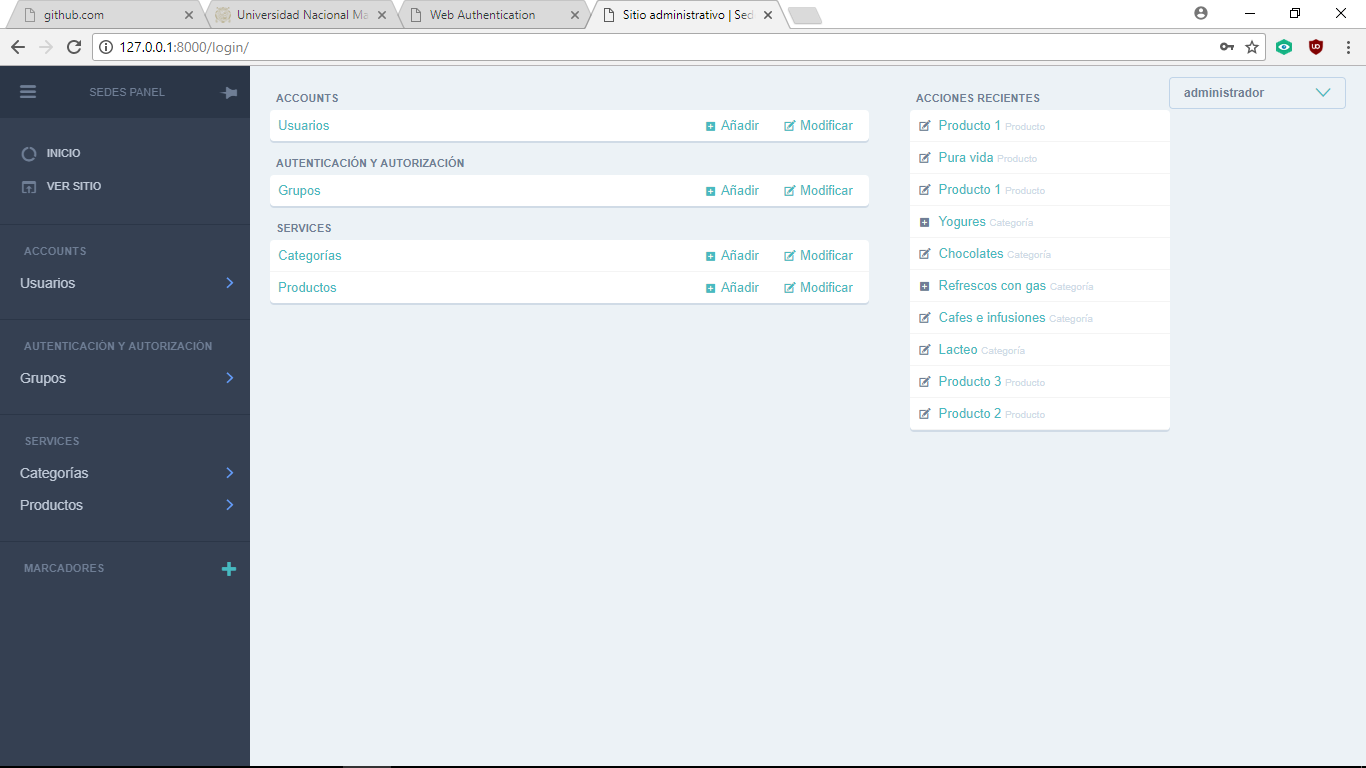 github.com
Universidad Nacional Ma
Web Authentication
Sitio administrativo | Sed
127.0.0.1:8000/login/
SEDES PANEL
INICIO
VER SITIO
ACCOUNTS
Usuarios
AUTENTICACIÓN Y AUTORIZACIÓN
Grupos
SERVICES
Categorías
Productos
MARCADORES
ACCOUNTS
Usuarios Añadir Modificar
AUTENTICACIÓN Y AUTORIZACIÓN
Grupos Añadir Modificar
SERVICES
Categorías Añadir Modificar
Productos Añadir Modificar
ACCIONES RECIENTES
Producto 1 Producto
Pura vida Producto
Producto 1 Producto
Yogures Categoría
Chocolates Categoría
Refrescos con gas Categoría
Cafes e infusiones Categoría
Lacteo Categoría
Producto 3 Producto
Producto 2 Producto
administrador